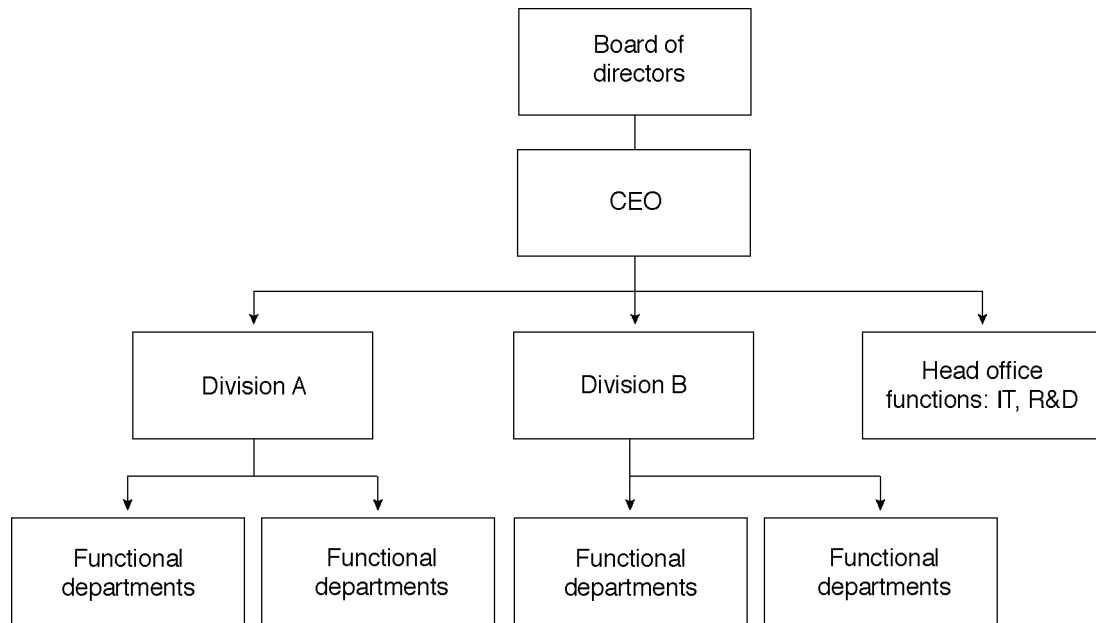 Board of
directors
CEO
Division A
Division B
Head office
functions: IT, R&D
Functional
departments
Functional
departments
Functional
departments
Functional
departments